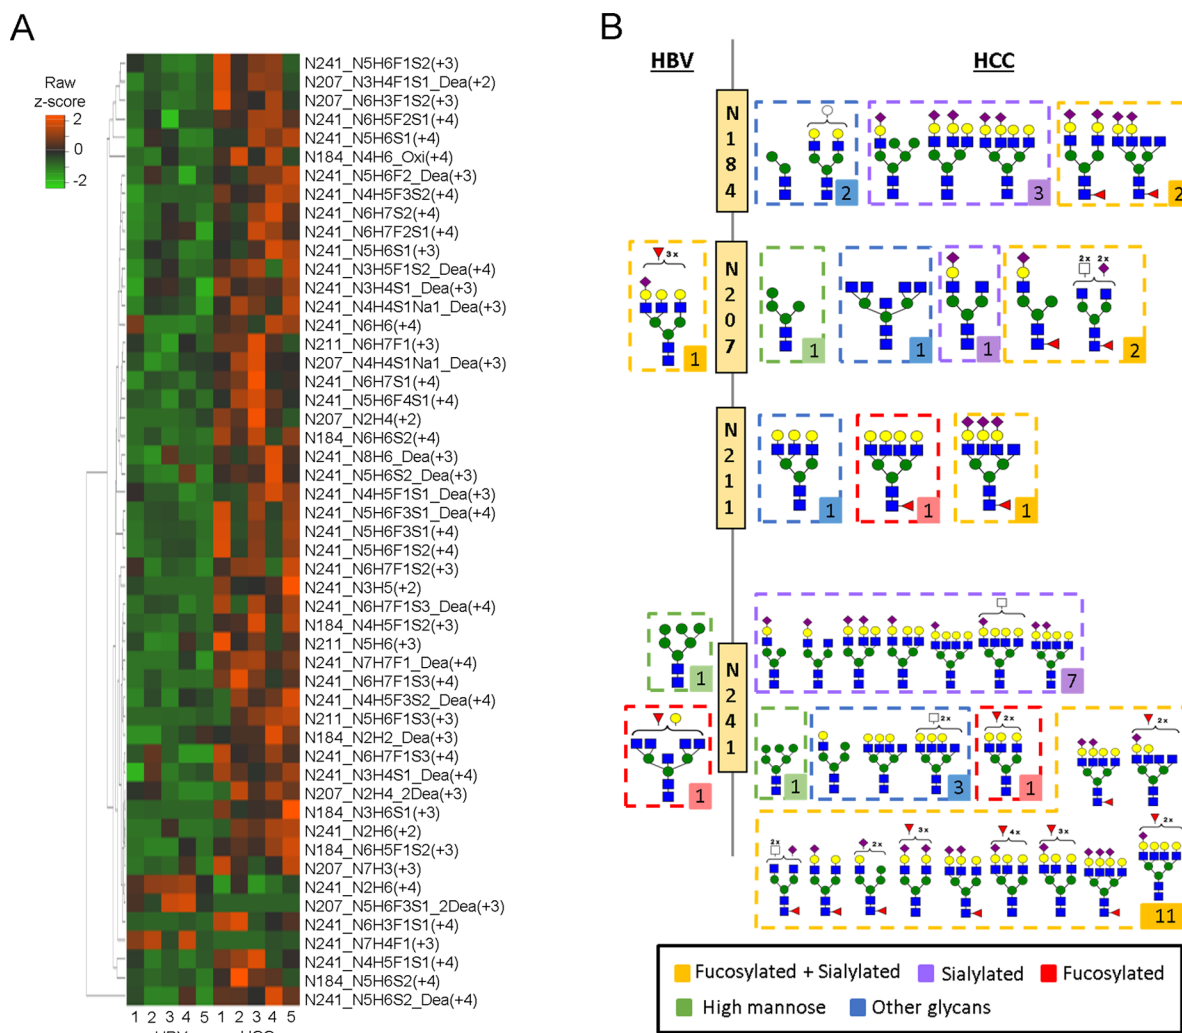 A
B
Raw
z-score
2
0
-2
N241_N5H6F1S2(+3)
N207_N3H4F1S1_Dea(+2)
N207_N6H3F1S2(+3)
N241_N6H5F2S1(+4)
N241_N5H6S1(+4)
N184_N4H6_Oxi(+4)
N241_N5H6F2_Dea(+3)
N241_N4H5F3S2(+4)
N241_N6H7S2(+4)
N241_N6H7F2S1(+4)
N241_N5H6S1(+3)
N241_N3H5F1S2_Dea(+4)
N241_N3H4S1_Dea(+3)
N241_N4H4S1Na1_Dea(+3)
N241_N6H6(+4)
N211_N6H7F1(+3)
N207_N4H4S1Na1_Dea(+3)
N241_N6H7S1(+4)
N241_N5H6F4S1(+4)
N207_N2H4(+2)
N184_N6H6S2(+4)
N241_N8H6_Dea(+3)
N241_N5H6S2_Dea(+3)
N241_N4H5F1S1_Dea(+3)
N241_N5H6F3S1_Dea(+4)
N241_N5H6F3S1(+4)
N241_N5H6F1S2(+4)
N241_N6H7F1S2(+3)
N241_N3H5(+2)
N241_N6H7F1S3_Dea(+4)
N184_N4H5F1S2(+3)
N211_N5H6(+3)
N241_N7H7F1_Dea(+4)
N241_N6H7F1S3(+4)
N241_N4H5F3S2_Dea(+4)
N211_N5H6F1S3(+3)
N184_N2H2_Dea(+3)
N241_N6H7F1S3(+4)
N241_N3H4S1_Dea(+4)
N207_N2H4_2Dea(+3)
N184_N3H6S1(+3)
N241_N2H6(+2)
N184_N6H5F1S2(+3)
N207_N7H3(+3)
N241_N2H6(+4)
N207_N5H6F3S1_2Dea(+3)
N241_N6H3F1S1(+4)
N241_N7H4F1(+3)
N241_N4H5F1S1(+4)
N184_N5H6S2(+4)
N241_N5H6S2_Dea(+4)
1 2 3 4 5 1 2 3 4 5
HBV HCC
HBV HCC
N184
2
3
2
3x
1
N207
1
1
1
2x 2x
2
N211
1
1
1
1
N241
7
1
1
3
2x
2x
1
2x
2x
2x
3x
4x
3x
2x
11
Fucosylated + Sialylated
Sialylated
Fucosylated
High mannose
Other glycans